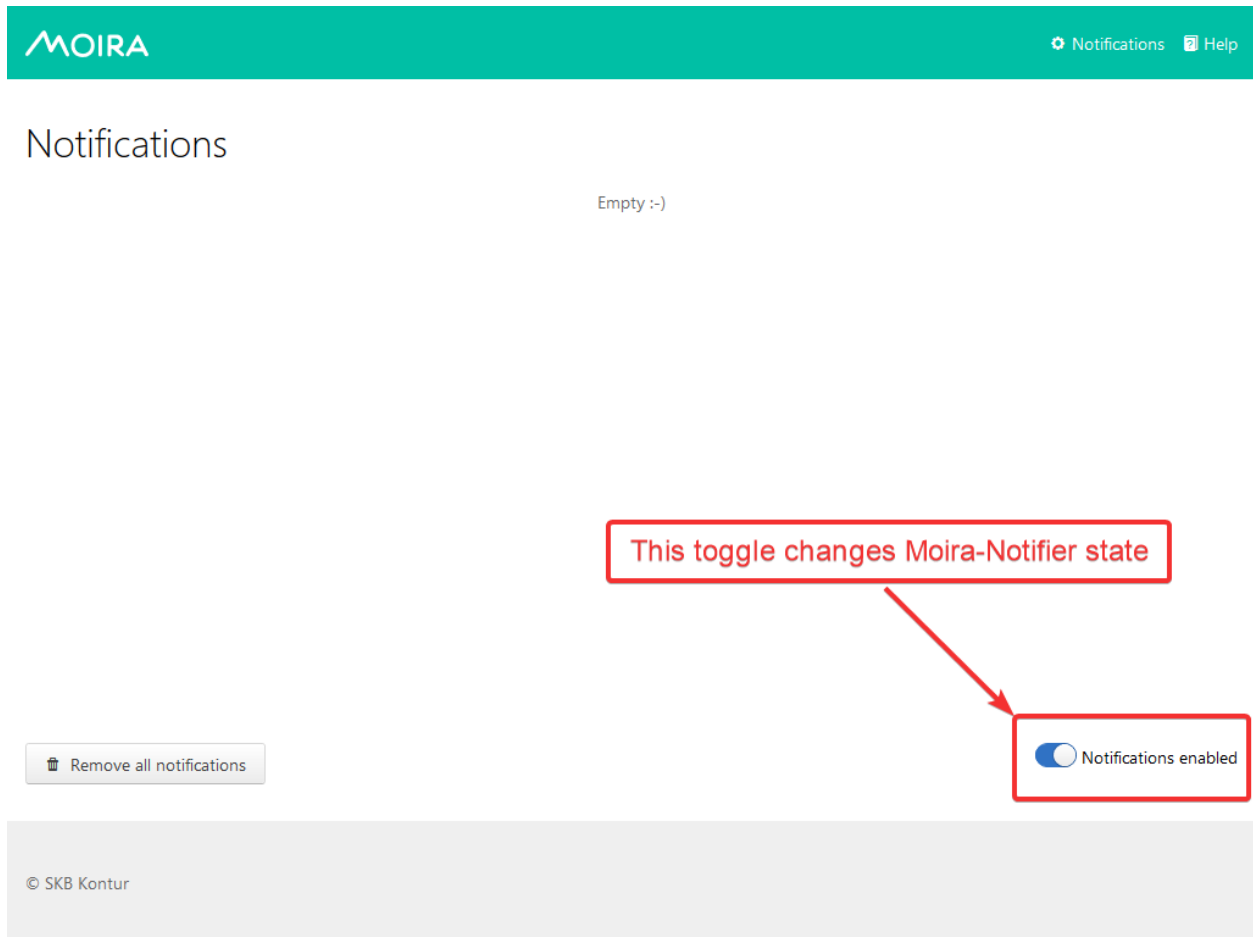 MOIRA
Notifications Help
Notifications
Empty :-)
This toggle changes Moira-Notifier state
Remove all notifications
Notifications enabled
© SKB Kontur